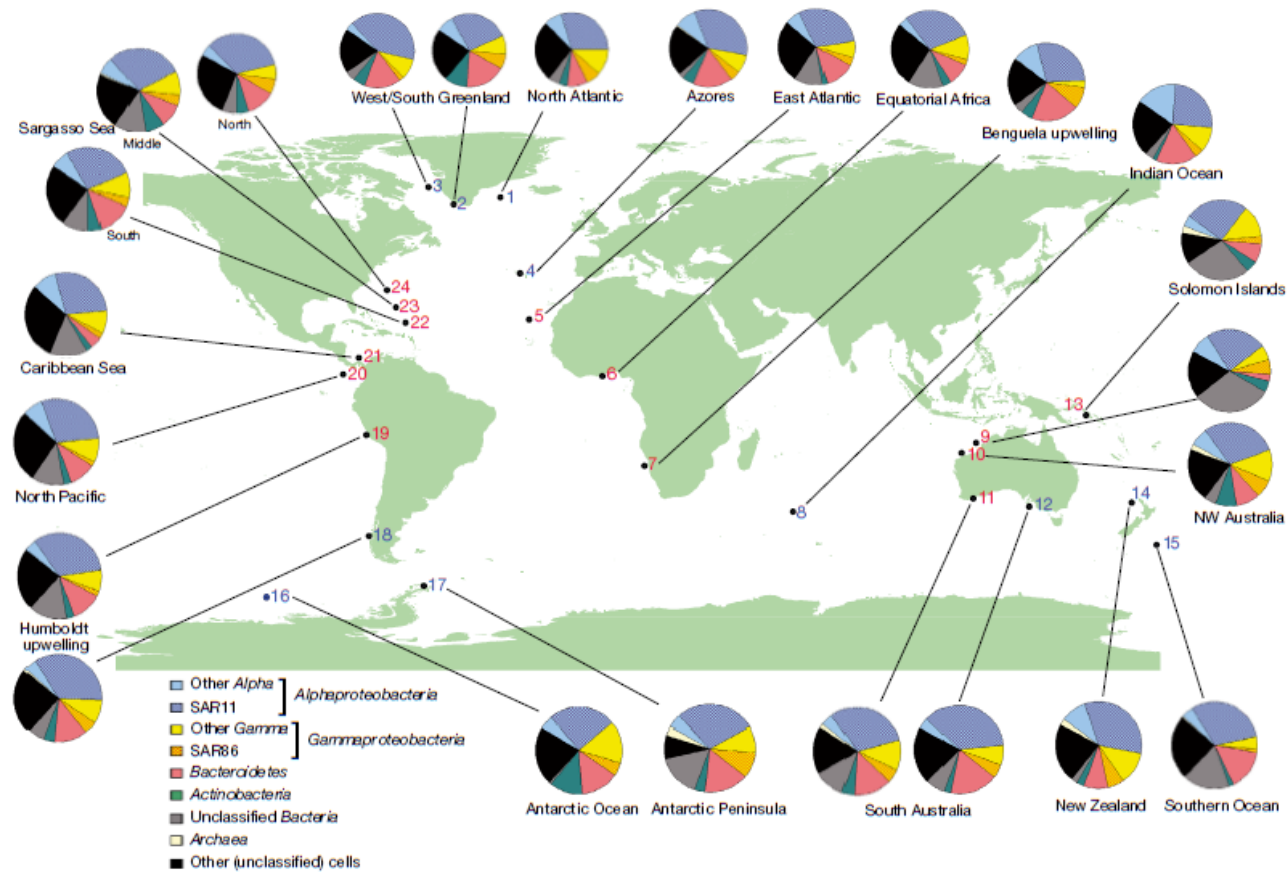 West/South Greenland
North Atlantic
Azores
East Atlantic
Equatorial Africa
Benguela upwelling
Indian Ocean
Sargasso Sea
Middle
North
South
Solomon Islands
Caribbean Sea
North Pacific
NW Australia
Humboldt
upwelling
3
2
1
4
5
24
23
22
21
20
6
19
7
13
9
10
8
11
12
14
18
15
17
16
Other Alpha
SAR11
Alphaproteobacteria
Other Gamma
SAR86
Gammaproteobacteria
Bacteroidetes
Actinobacteria
Unclassified Bacteria
Archaea
Other (unclassified) cells
Antarctic Ocean
Antarctic Peninsula
South Australia
New Zealand
Southern Ocean